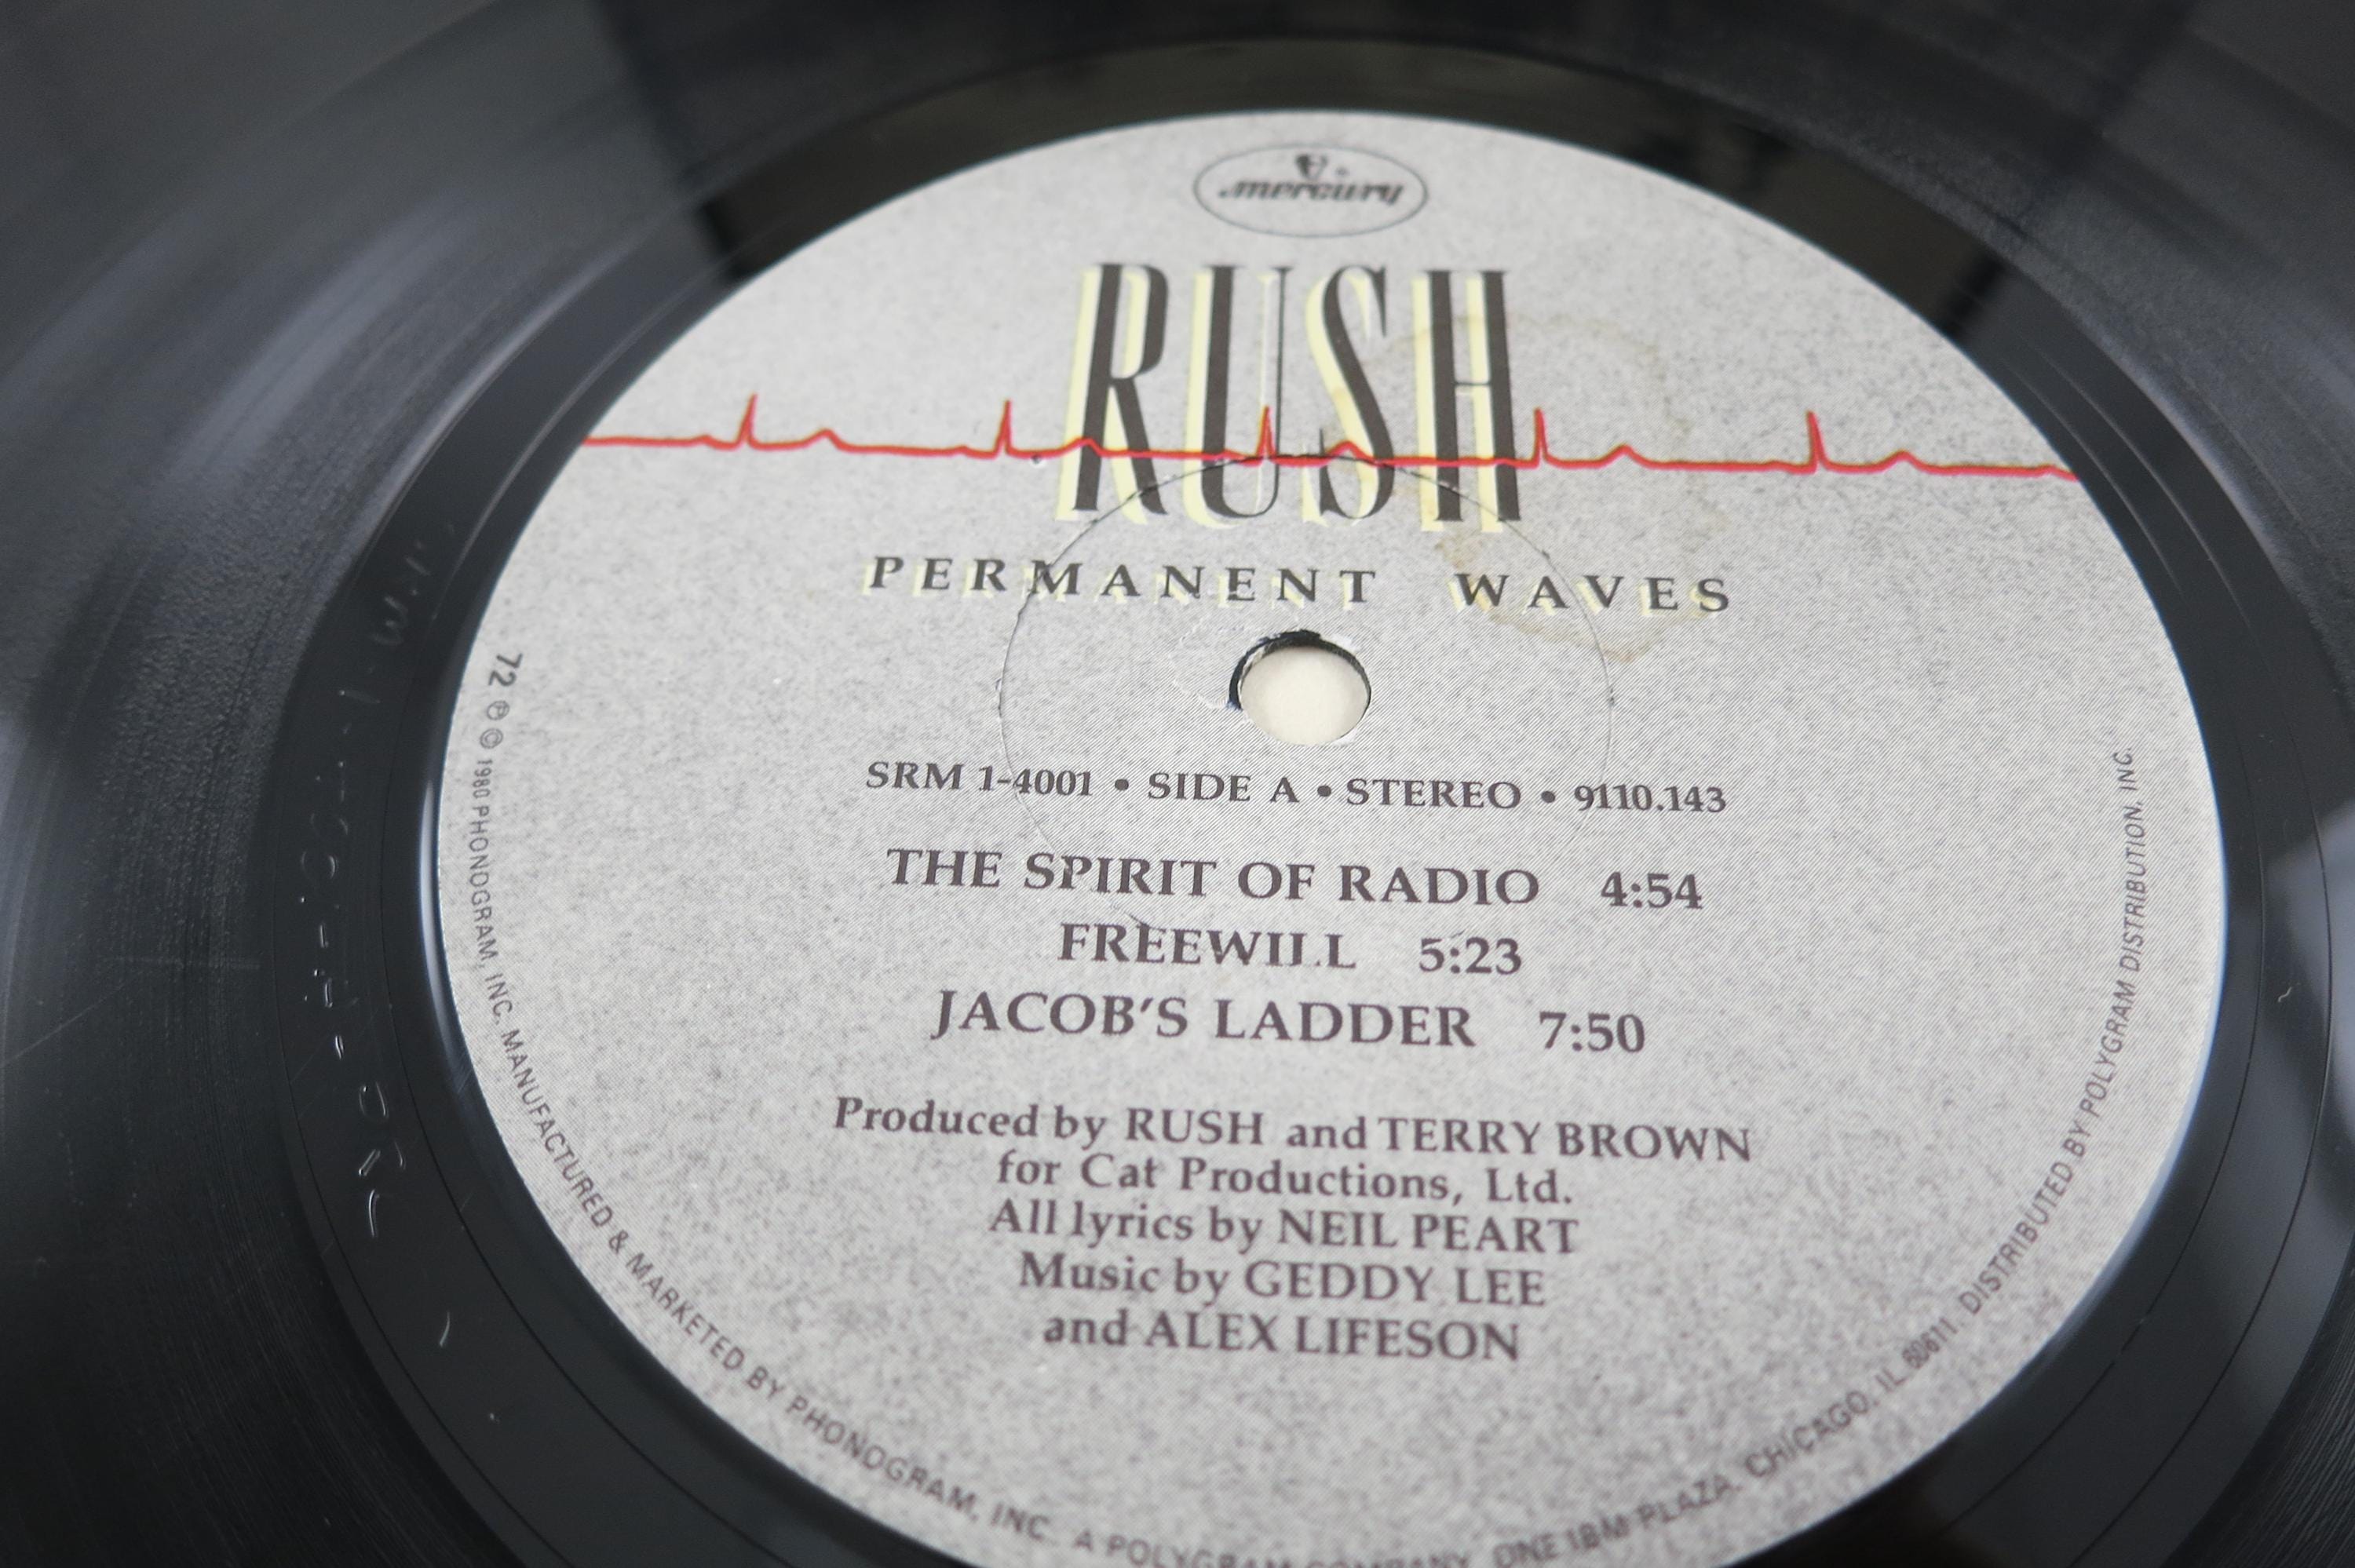 mercury
RUSH
PERMANENT WAVES
SRM 1-4001 • SIDE A • STEREO • 9110.143
THE SPIRIT OF RADIO 4:54
FREEWILL 5:23
JACOB'S LADDER 7:50
Produced by RUSH and TERRY BROWN
for Cat Productions, Ltd.
All lyrics by NEIL PEART
Music by GEDDY LEE
and ALEX LIFESON
72 ℗ © 1980 PHONOGRAM, INC. MANUFACTURED & MARKETED BY PHONOGRAM, INC. A POLYGRAM COMPANY, ONE IBM PLAZA, CHICAGO, IL 60611. DISTRIBUTED BY POLYGRAM DISTRIBUTION, INC.